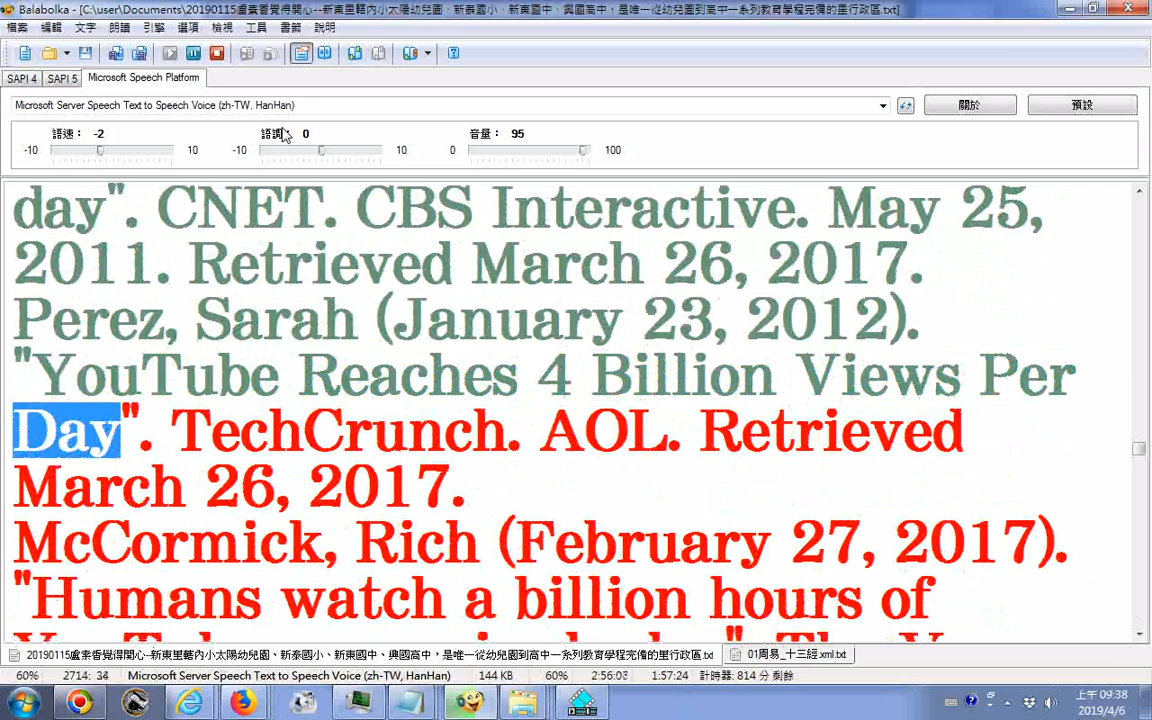 Balabolka - [C:\user\Documents\20190115盧素香覺得開心--新東里轄內小太陽幼兒園、新泰國小、新東國中、興國高中，是唯一從幼兒園到高中一系列教育學程完備的里行政區.txt]
檔案 編輯 文字 朗讀 引擎 選項 檢視 工具 書籤 說明
SAPI 4 SAPI 5 Microsoft Speech Platform
Microsoft Server Speech Text to Speech Voice (zh-TW, HanHan) 關於 預設
語速： -2 語調： 0 音量： 95
-10 10 -10 10 0 100
day". CNET. CBS Interactive. May 25,
2011. Retrieved March 26, 2017.
Perez, Sarah (January 23, 2012).
"YouTube Reaches 4 Billion Views Per
Day". TechCrunch. AOL. Retrieved
March 26, 2017.
McCormick, Rich (February 27, 2017).
"Humans watch a billion hours of
20190115盧素香覺得開心--新東里轄內小太陽幼兒園、新泰國小、新東國中、興國高中，是唯一從幼兒園到高中一系列教育學程完備的里行政區.txt 01周易_十三經.xml.txt
60% 2714: 34 Microsoft Server Speech Text to Speech Voice (zh-TW, HanHan) 144 KB 60% 2:56:03 1:57:24 計時器: 814 分 剩餘
上午 09:38
2019/4/6